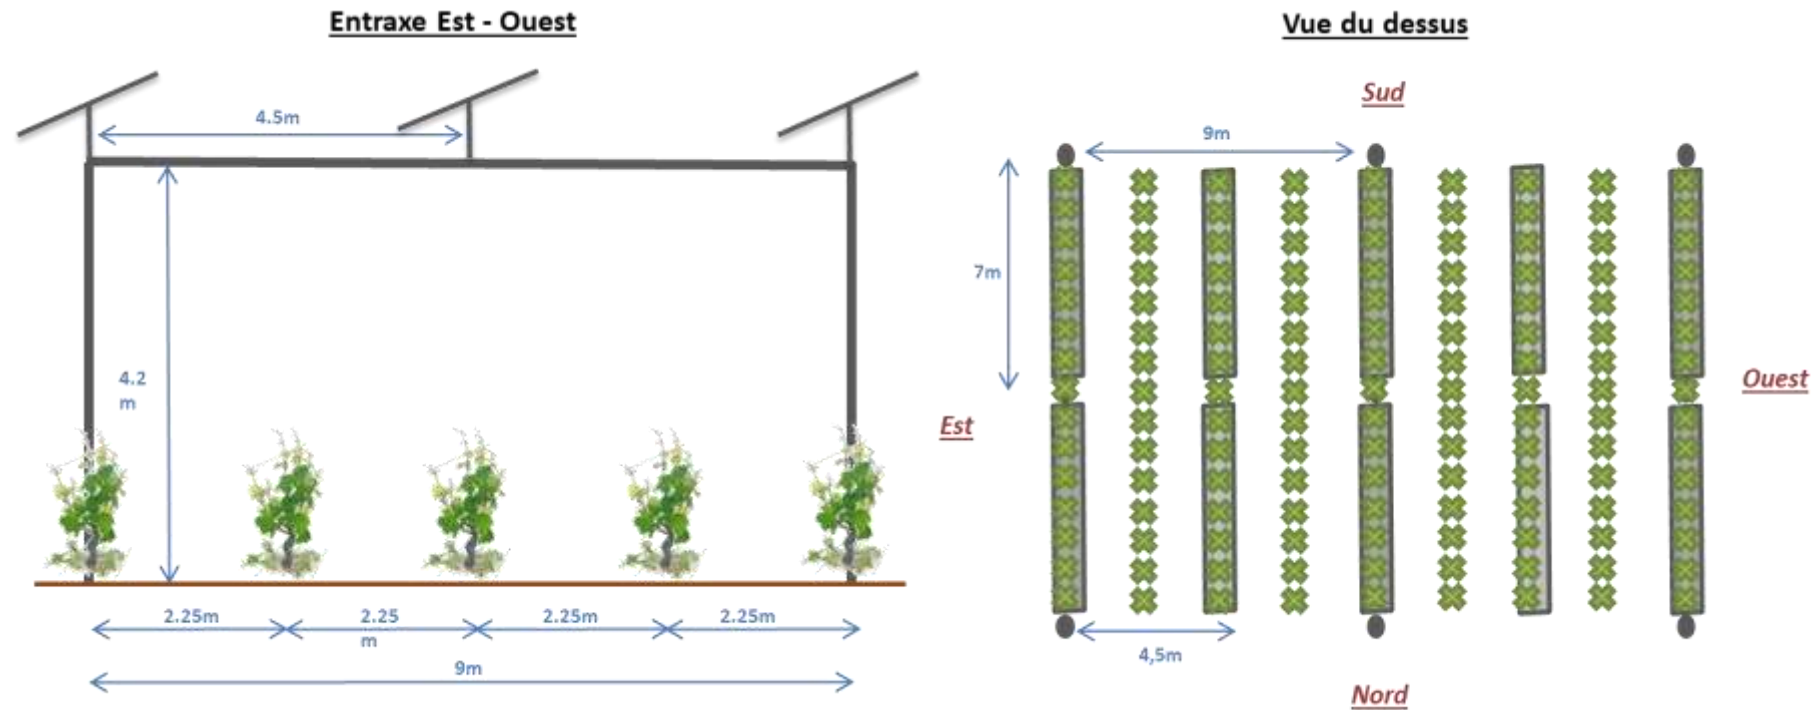 Entraxe Est - Ouest
4.5m
4.2
m
2.25m
2.25
m
2.25m
2.25m
9m
Vue du dessus
Sud
9m
7m
Est
Ouest
4,5m
Nord